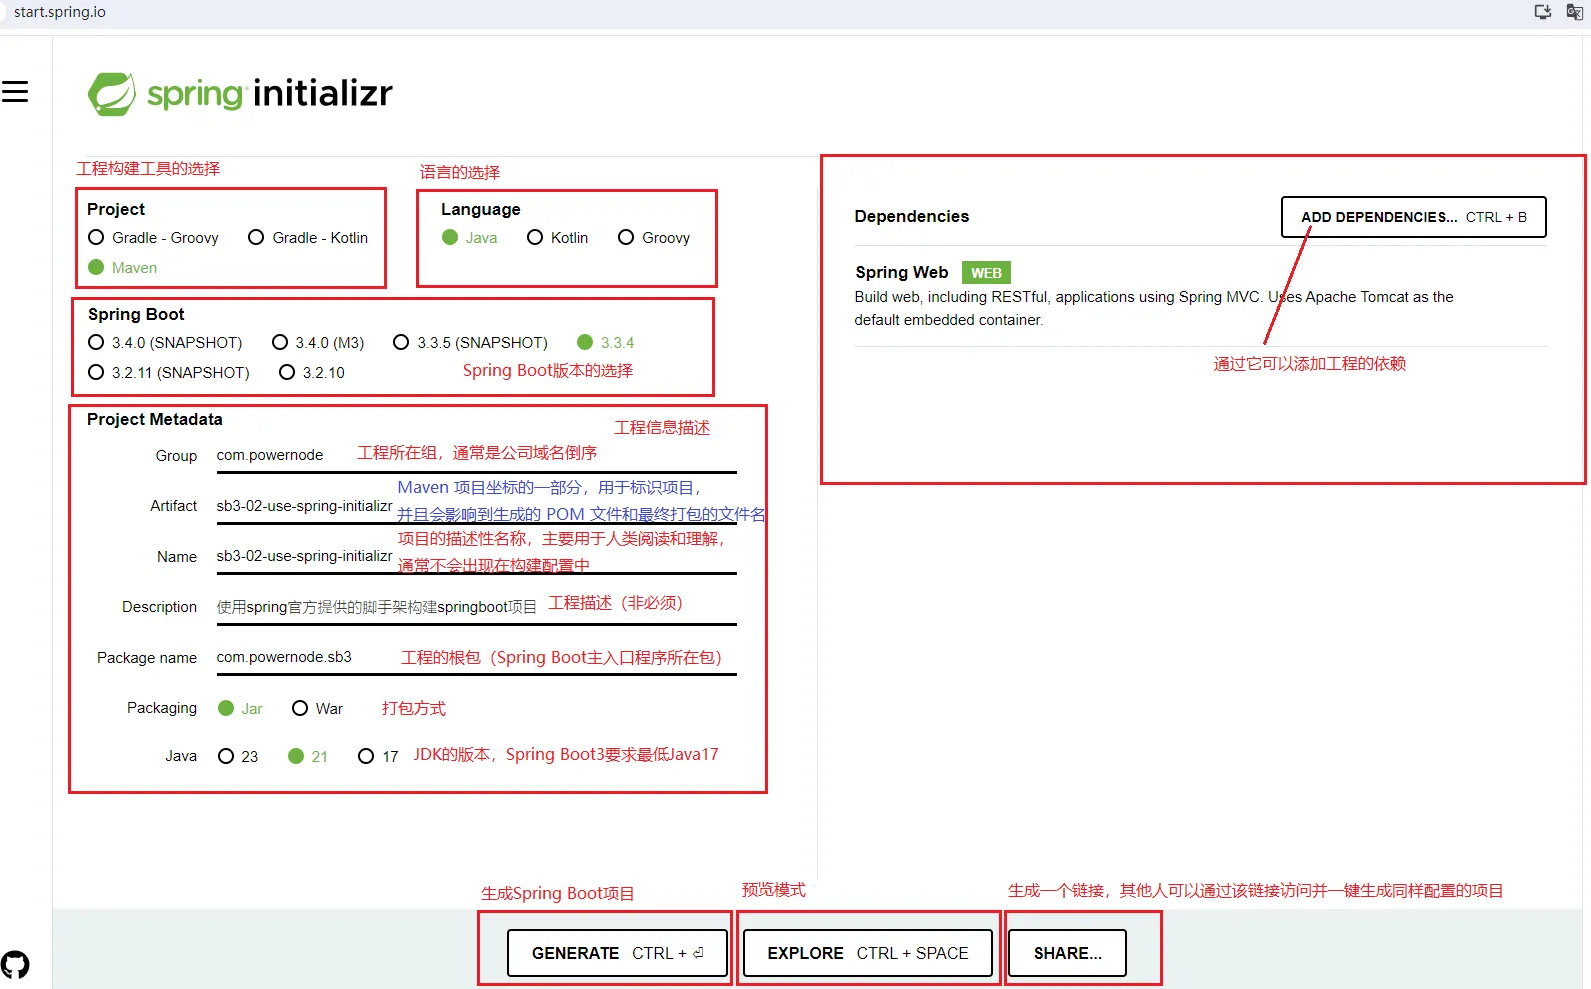 start.spring.io
spring initializr
工程构建工具的选择
语言的选择
Project
Gradle - Groovy
Gradle - Kotlin
Maven
Language
Java
Kotlin
Groovy
Spring Boot
3.4.0 (SNAPSHOT)
3.4.0 (M3)
3.3.5 (SNAPSHOT)
3.3.4
3.2.11 (SNAPSHOT)
3.2.10
Spring Boot版本的选择
Project Metadata
工程信息描述
Group
com.powernode
工程所在组，通常是公司域名倒序
Artifact
sb3-02-use-spring-initializr
Maven 项目坐标的一部分，用于标识项目，
并且会影响到生成的 POM 文件和最终打包的文件名
Name
sb3-02-use-spring-initializr
项目的描述性名称，主要用于人类阅读和理解，
通常不会出现在构建配置中
Description
使用spring官方提供的脚手架构建springboot项目
工程描述（非必须）
Package name
com.powernode.sb3
工程的根包（Spring Boot主入口程序所在包）
Packaging
Jar
War
打包方式
Java
23
21
17
JDK的版本，Spring Boot3要求最低Java17
Dependencies
ADD DEPENDENCIES... CTRL + B
Spring Web WEB
Build web, including RESTful, applications using Spring MVC. Uses Apache Tomcat as the
default embedded container.
通过它可以添加工程的依赖
生成Spring Boot项目
预览模式
生成一个链接，其他人可以通过该链接访问并一键生成同样配置的项目
GENERATE CTRL + ⏎
EXPLORE CTRL + SPACE
SHARE...